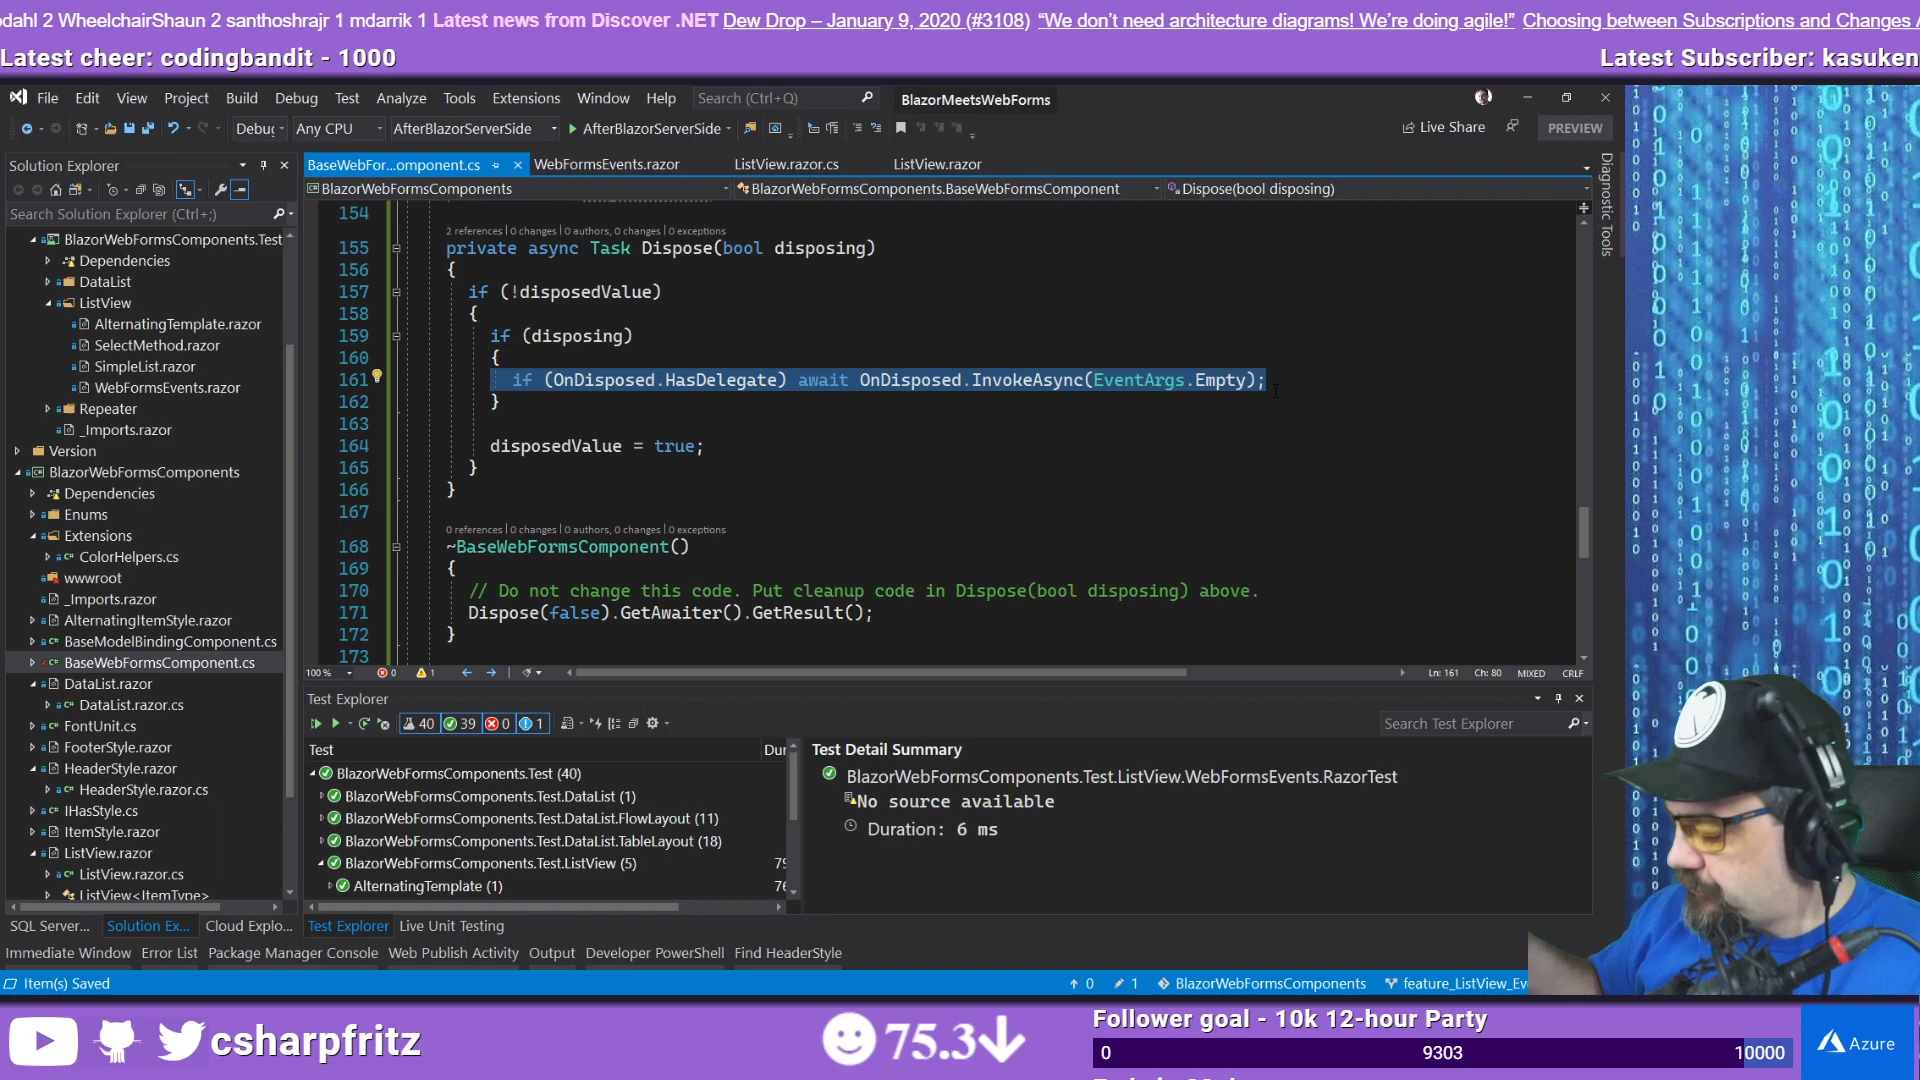 odahl 2 WheelchairShaun 2 santhoshrajr 1 mdarrik 1 Latest news from Discover .NET Dew Drop – January 9, 2020 (#3108) “We don’t need architecture diagrams! We’re doing agile!” Choosing between Subscriptions and Changes
Latest cheer: codingbandit - 1000
Latest Subscriber: kasuken
File Edit View Project Build Debug Test Analyze Tools Extensions Window Help Search (Ctrl+Q) BlazorMeetsWebForms
Debug Any CPU AfterBlazorServerSide AfterBlazorServerSide Live Share PREVIEW
Solution Explorer
Search Solution Explorer (Ctrl+;)
BlazorWebFormsComponents.Test
Dependencies
DataList
ListView
AlternatingTemplate.razor
SelectMethod.razor
SimpleList.razor
WebFormsEvents.razor
Repeater
_Imports.razor
Version
BlazorWebFormsComponents
Dependencies
Enums
Extensions
ColorHelpers.cs
wwwroot
_Imports.razor
AlternatingItemStyle.razor
BaseModelBindingComponent.cs
BaseWebFormsComponent.cs
DataList.razor
DataList.razor.cs
FontUnit.cs
FooterStyle.razor
HeaderStyle.razor
HeaderStyle.razor.cs
IHasStyle.cs
ItemStyle.razor
ListView.razor
ListView.razor.cs
ListView<ItemType>
SQL Server... Solution Ex... Cloud Explo...
BaseWebFor...omponent.cs WebFormsEvents.razor ListView.razor.cs ListView.razor
BlazorWebFormsComponents BlazorWebFormsComponents.BaseWebFormsComponent Dispose(bool disposing)
Diagnostic Tools
154
2 references | 0 changes | 0 authors, 0 changes | 0 exceptions
155 private async Task Dispose(bool disposing)
156 {
157 if (!disposedValue)
158 {
159 if (disposing)
160 {
161 if (OnDisposed.HasDelegate) await OnDisposed.InvokeAsync(EventArgs.Empty);
162 }
163
164 disposedValue = true;
165 }
166 }
167
0 references | 0 changes | 0 authors, 0 changes | 0 exceptions
168 ~BaseWebFormsComponent()
169 {
170 // Do not change this code. Put cleanup code in Dispose(bool disposing) above.
171 Dispose(false).GetAwaiter().GetResult();
172 }
173
100 % 0 1 Ln: 161 Ch: 80 MIXED CRLF
Test Explorer
40 39 0 1 Search Test Explorer
Test Dur
BlazorWebFormsComponents.Test (40)
BlazorWebFormsComponents.Test.DataList (1)
BlazorWebFormsComponents.Test.DataList.FlowLayout (11)
BlazorWebFormsComponents.Test.DataList.TableLayout (18)
BlazorWebFormsComponents.Test.ListView (5)
AlternatingTemplate (1)
Test Detail Summary
BlazorWebFormsComponents.Test.ListView.WebFormsEvents.RazorTest
No source available
Duration: 6 ms
Test Explorer Live Unit Testing
Immediate Window Error List Package Manager Console Web Publish Activity Output Developer PowerShell Find HeaderStyle
Item(s) Saved 0 1 BlazorWebFormsComponents feature_ListView_Ev
csharpfritz
75.3
Follower goal - 10k 12-hour Party
0 9303 10000
Azure